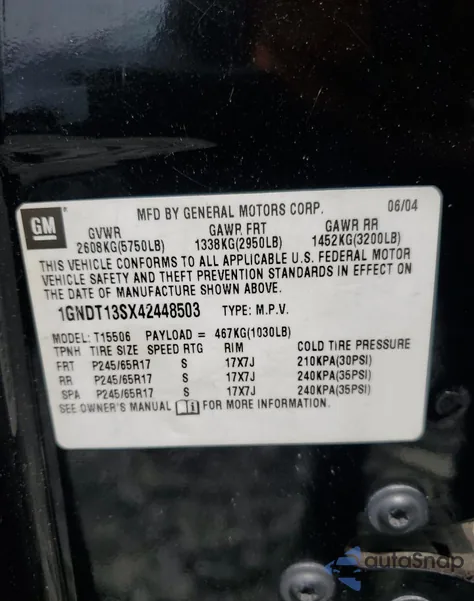 GM
MFD BY GENERAL MOTORS CORP. 06/04
GVWR GAWR FRT GAWR RR
2608KG(5750LB) 1338KG(2950LB) 1452KG(3200LB)
THIS VEHICLE CONFORMS TO ALL APPLICABLE U.S. FEDERAL MOTOR
VEHICLE SAFETY AND THEFT PREVENTION STANDARDS IN EFFECT ON
THE DATE OF MANUFACTURE SHOWN ABOVE.
1GNDT13SX42448503 TYPE: M.P.V.
MODEL: T15506 PAYLOAD = 467KG(1030LB)
TPNH TIRE SIZE SPEED RTG RIM COLD TIRE PRESSURE
FRT P245/65R17 S 17X7J 210KPA(30PSI)
RR P245/65R17 S 17X7J 240KPA(35PSI)
SPA P245/65R17 S 17X7J 240KPA(35PSI)
SEE OWNER'S MANUAL i FOR MORE INFORMATION.
autoSnap